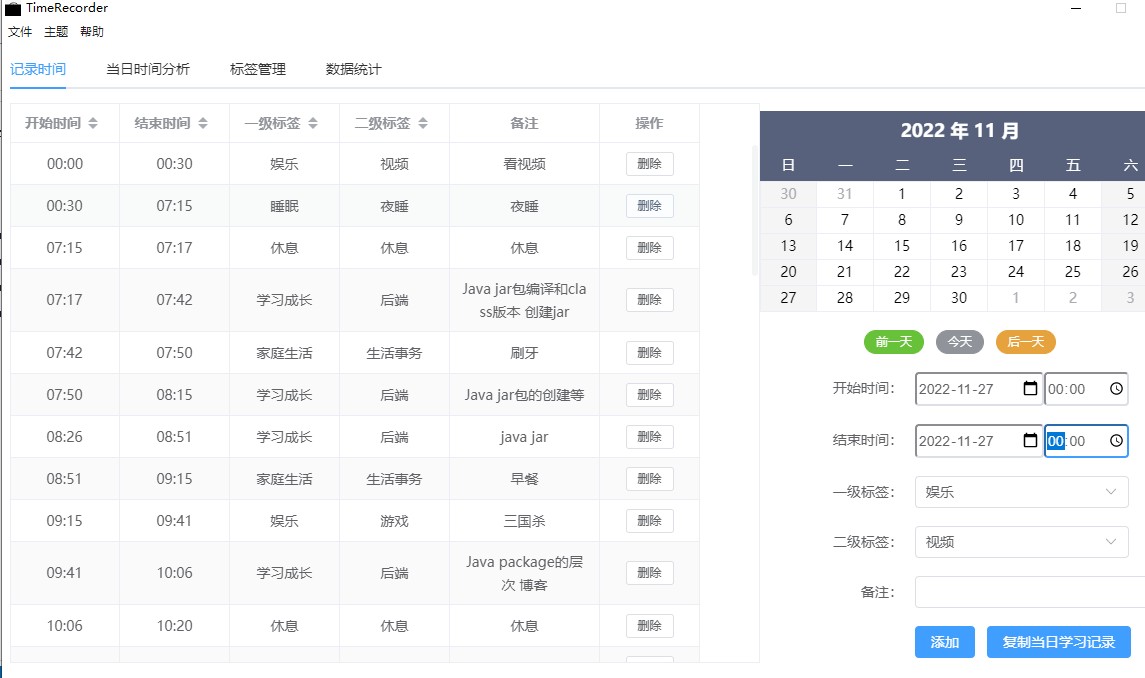 TimeRecorder
文件 主题 帮助
记录时间 当日时间分析 标签管理 数据统计
开始时间 结束时间 一级标签 二级标签 备注 操作
00:00 00:30 娱乐 视频 看视频 删除
00:30 07:15 睡眠 夜睡 夜睡 删除
07:15 07:17 休息 休息 休息 删除
07:17 07:42 学习成长 后端 Java jar包编译和cla
ss版本 创建jar 删除
07:42 07:50 家庭生活 生活事务 刷牙 删除
07:50 08:15 学习成长 后端 Java jar包的创建等 删除
08:26 08:51 学习成长 后端 java jar 删除
08:51 09:15 家庭生活 生活事务 早餐 删除
09:15 09:41 娱乐 游戏 三国杀 删除
09:41 10:06 学习成长 后端 Java package的层
次 博客 删除
10:06 10:20 休息 休息 休息 删除
2022 年 11 月
日 一 二 三 四 五 六
30 31 1 2 3 4 5
6 7 8 9 10 11 12
13 14 15 16 17 18 19
20 21 22 23 24 25 26
27 28 29 30 1 2 3
前一天 今天 后一天
开始时间: 2022-11-27 00:00
结束时间: 2022-11-27 00:00
一级标签: 娱乐
二级标签: 视频
备注:
添加 复制当日学习记录